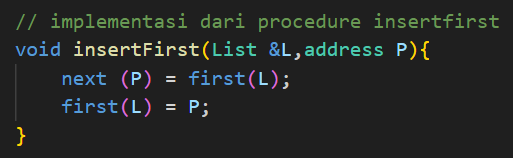 // implementasi dari procedure insertfirst
void insertFirst(List &L,address P){
    next (P) = first(L);
    first(L) = P;
}